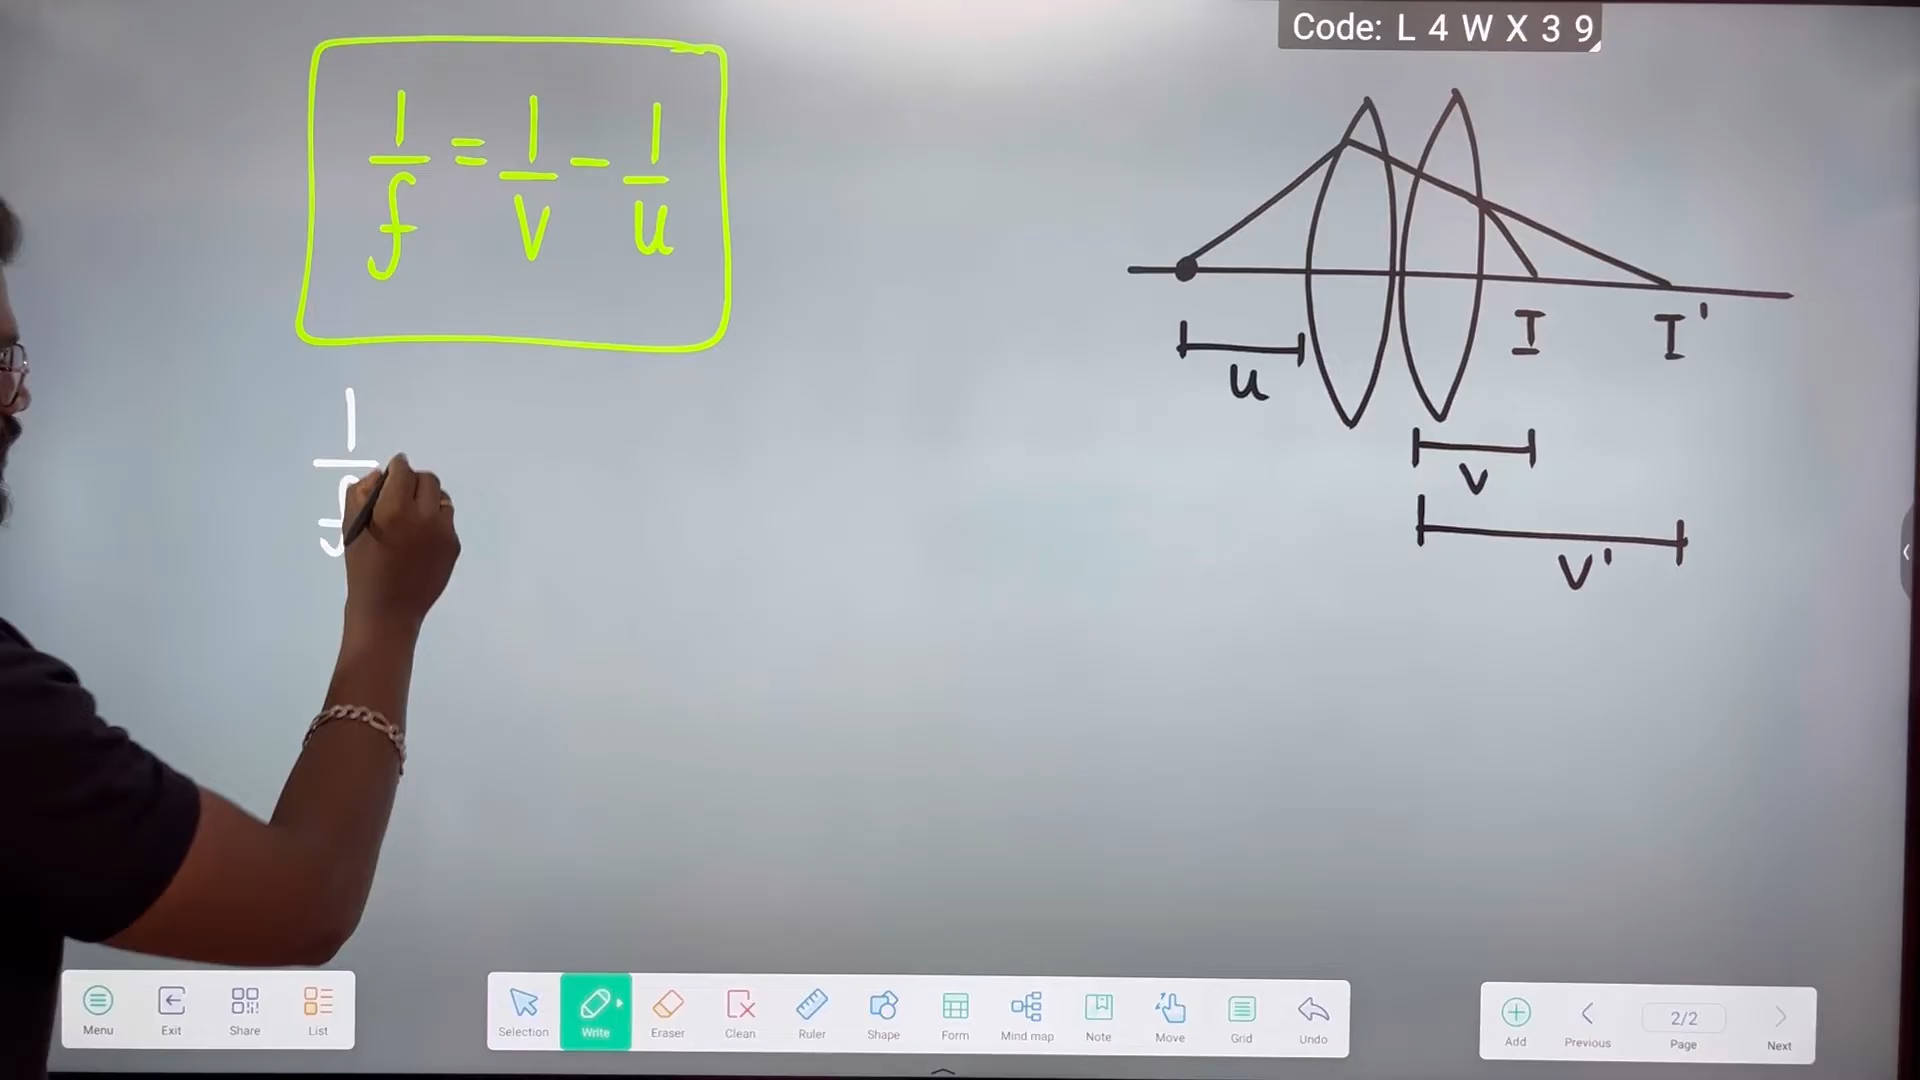 Code: L 4 W X 3 9
1/f = 1/v - 1/u
1/f
I I'
u
v
v'
Menu Exit Share List Selection Write Eraser Clean Ruler Shape Form Mind map Note Move Grid Undo Add Previous 2/2 Page Next